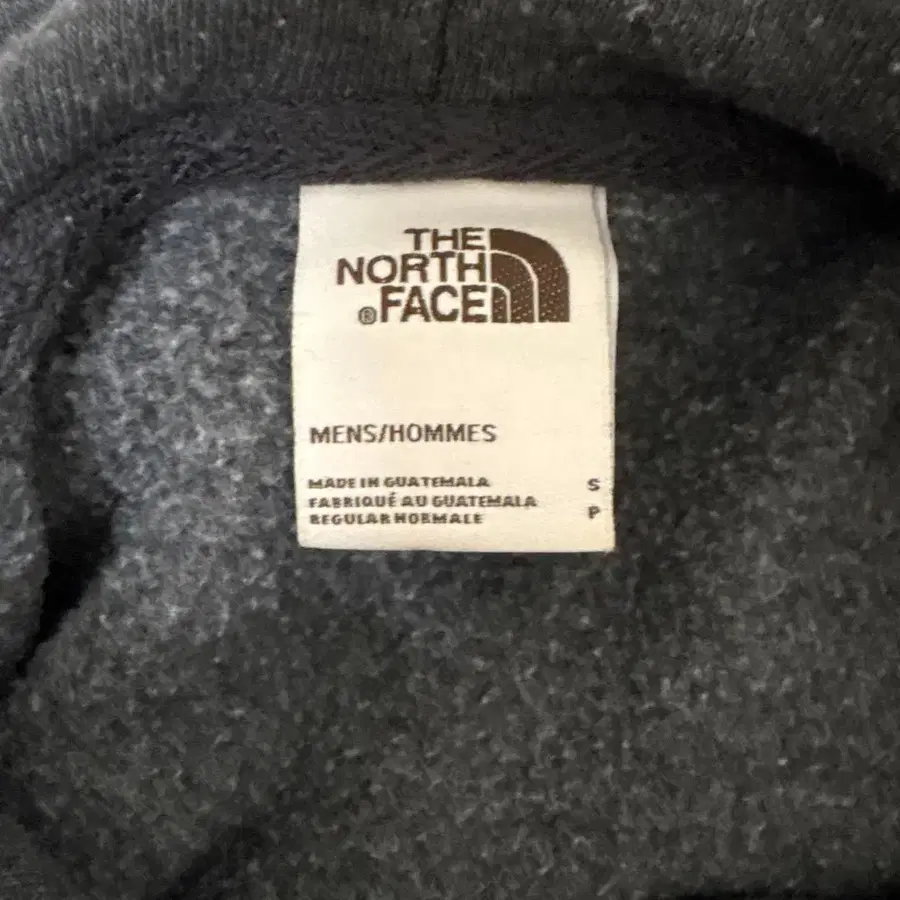 THE
NORTH
® FACE
MENS/HOMMES
MADE IN GUATEMALA S
FABRIQUÉ AU GUATEMALA
REGULAR NORMALE P